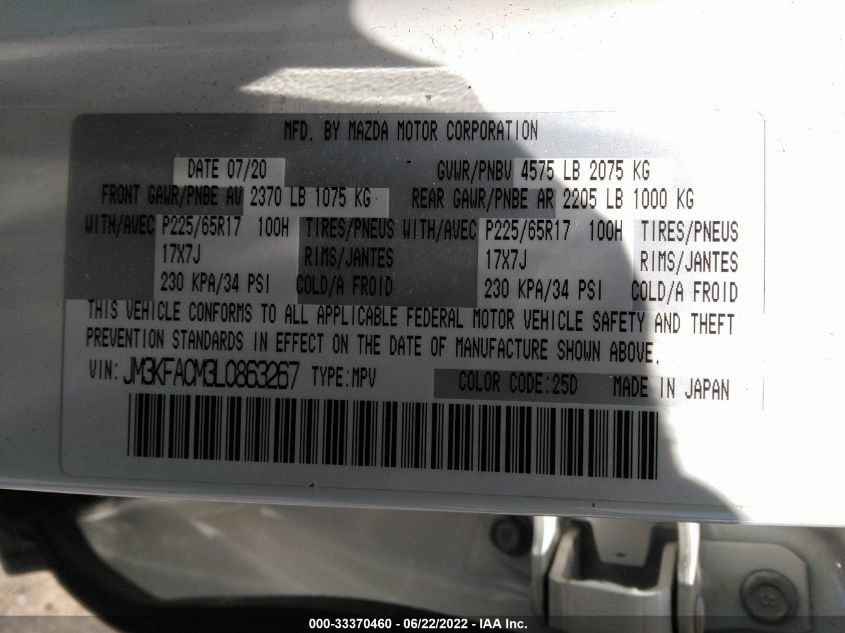 MFD. BY MAZDA MOTOR CORPORATION
DATE 07/20 GVWR/PNBV 4575 LB 2075 KG
FRONT GAWR/PNBE AV 2370 LB 1075 KG REAR GAWR/PNBE AR 2205 LB 1000 KG
WITH/AVEC P225/65R17 100H TIRES/PNEUS WITH/AVEC P225/65R17 100H TIRES/PNEUS
17X7J RIMS/JANTES 17X7J RIMS/JANTES
230 KPA/34 PSI COLD/A FROID 230 KPA/34 PSI COLD/A FROID
THIS VEHICLE CONFORMS TO ALL APPLICABLE FEDERAL MOTOR VEHICLE SAFETY AND THEFT
PREVENTION STANDARDS IN EFFECT ON THE DATE OF MANUFACTURE SHOWN ABOVE.
VIN: JM3KFACM3L0863267 TYPE:MPV COLOR CODE:25D MADE IN JAPAN
000-33370460 - 06/22/2022 - IAA Inc.